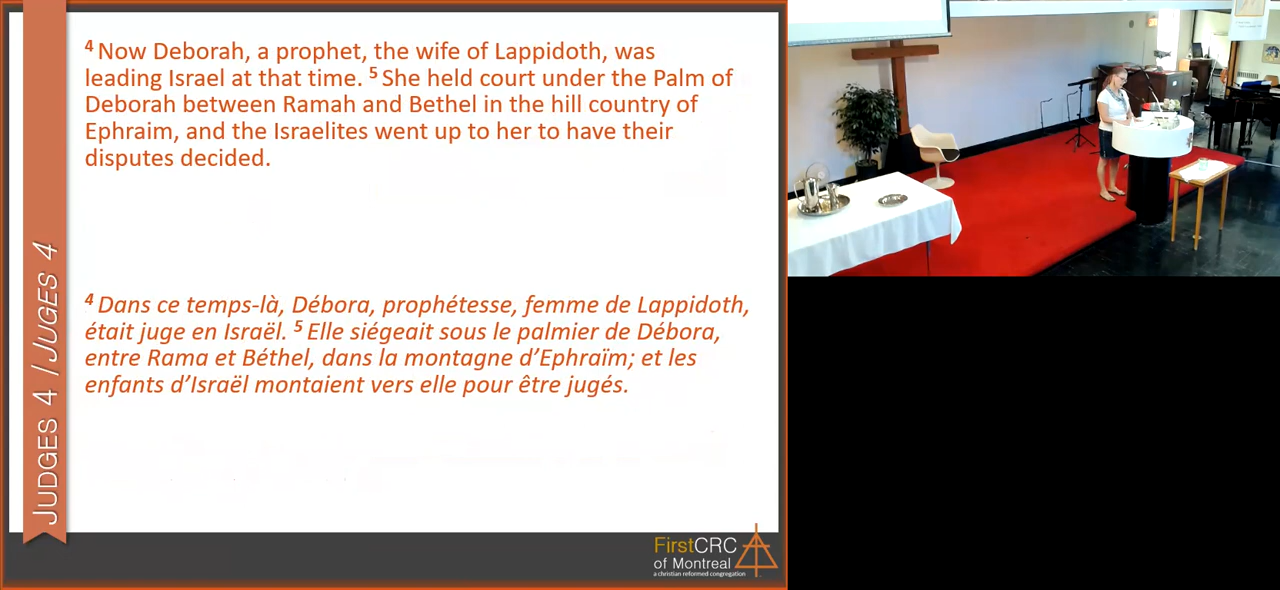 ⁴ Now Deborah, a prophet, the wife of Lappidoth, was
leading Israel at that time. ⁵ She held court under the Palm of
Deborah between Ramah and Bethel in the hill country of
Ephraim, and the Israelites went up to her to have their
disputes decided.
⁴ Dans ce temps-là, Débora, prophétesse, femme de Lappidoth,
était juge en Israël. ⁵ Elle siégeait sous le palmier de Débora,
entre Rama et Béthel, dans la montagne d’Ephraïm; et les
enfants d’Israël montaient vers elle pour être jugés.
JUDGES 4 / JUGES 4
FirstCRC
of Montreal
a christian reformed congregation